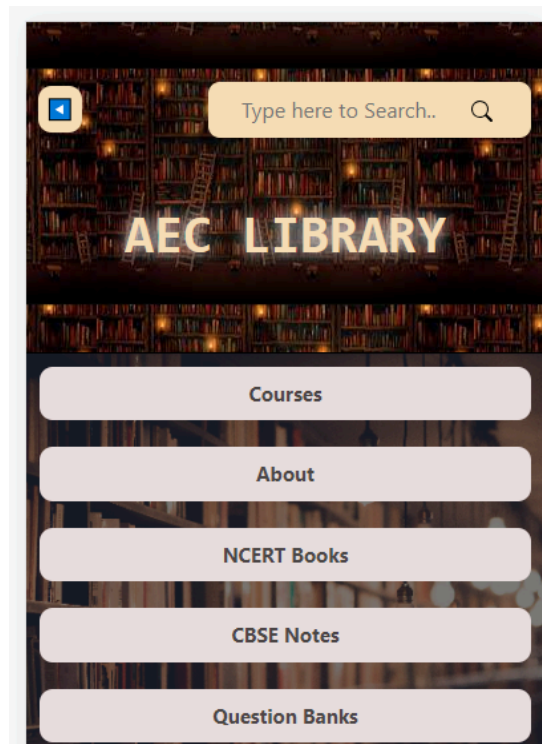 Type here to Search..
AEC LIBRARY
Courses
About
NCERT Books
CBSE Notes
Question Banks